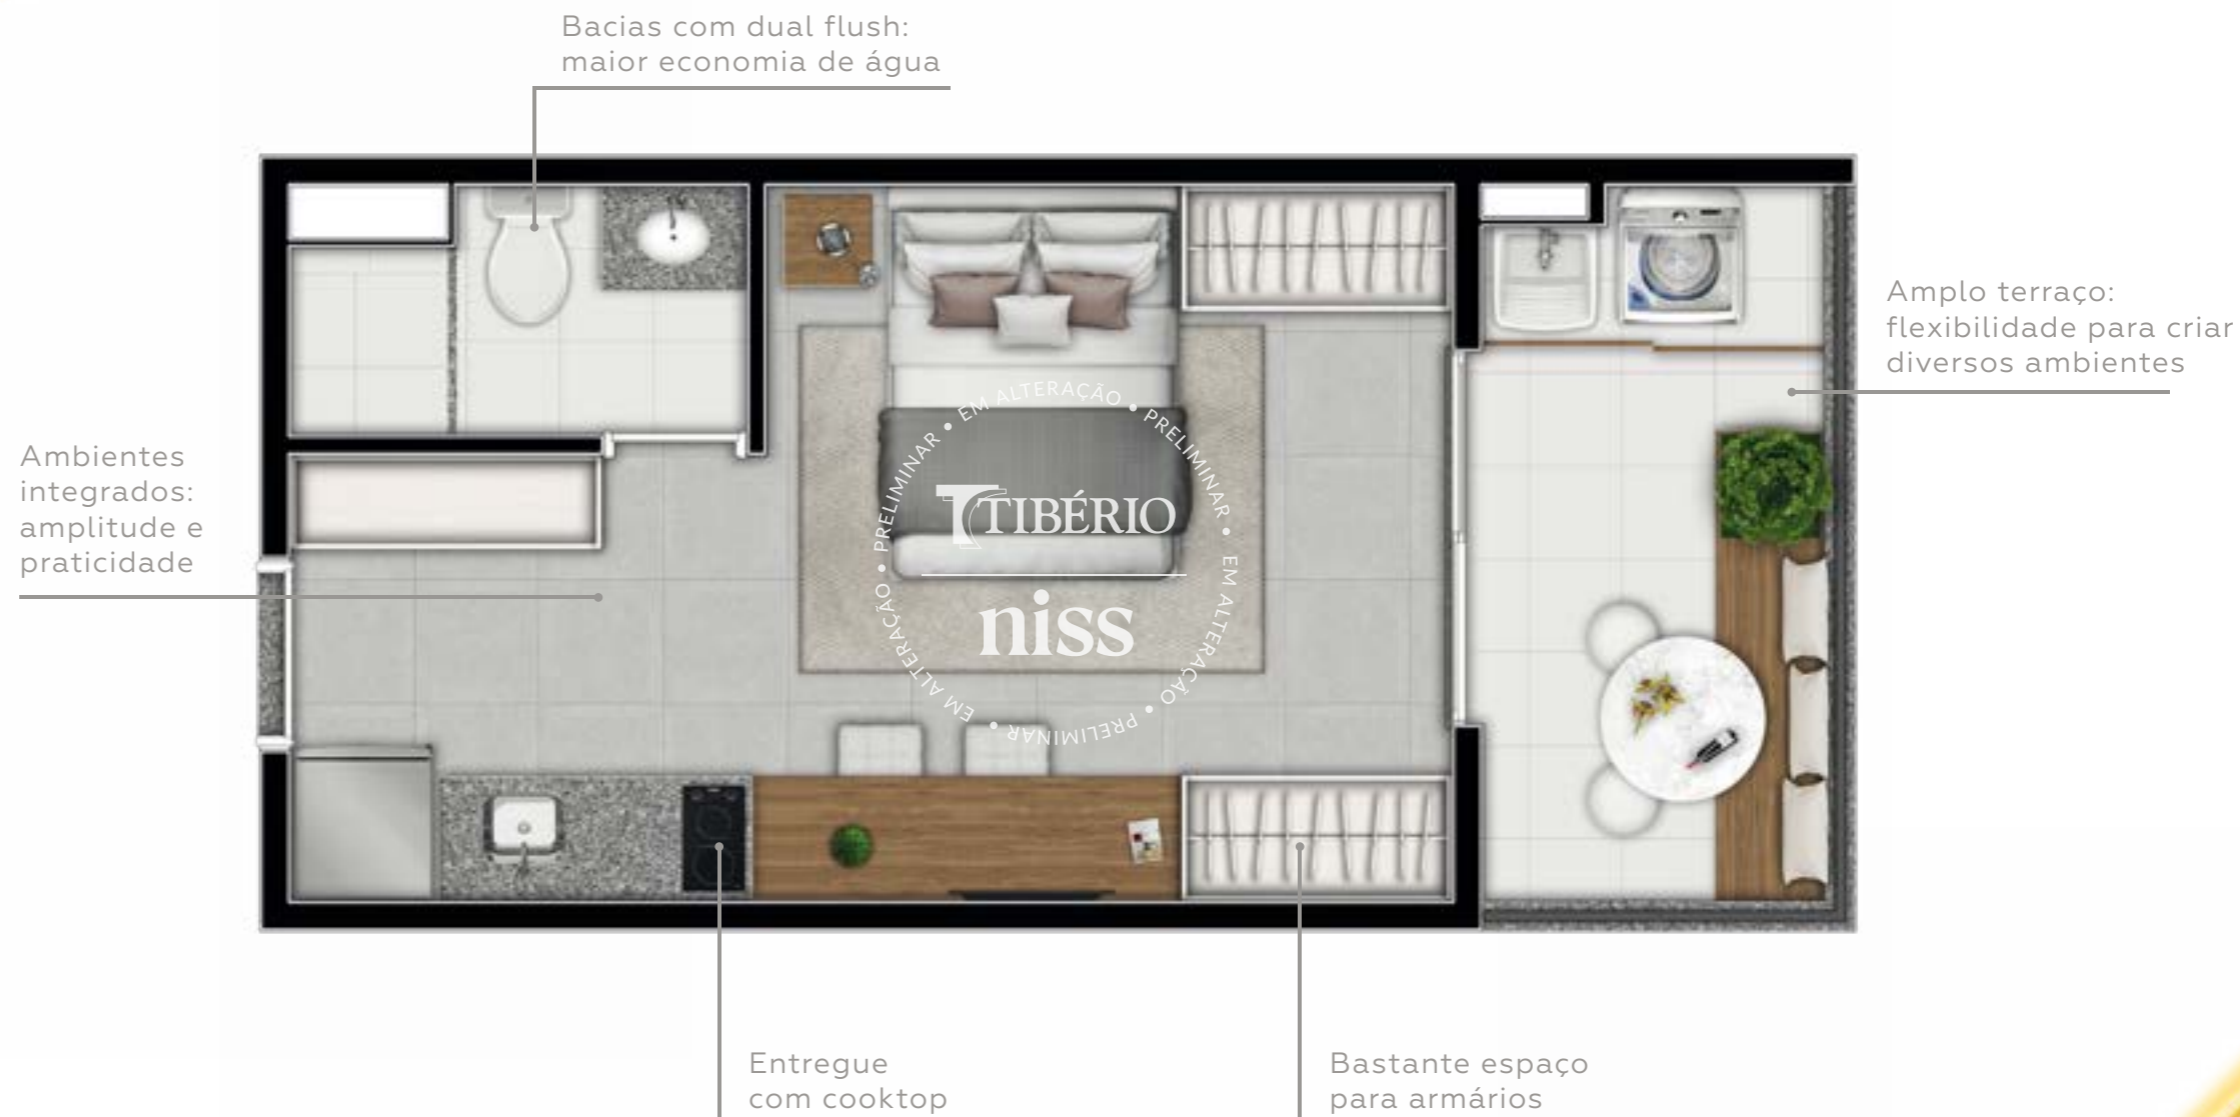 Bacias com dual flush:
maior economia de água
Amplo terraço:
flexibilidade para criar
diversos ambientes
Ambientes
integrados:
amplitude e
praticidade
EM ALTERAÇÃO • PRELIMINAR • EM ALTERAÇÃO • PRELIMINAR • EM ALTERAÇÃO • PRELIMINAR •
TIBÉRIO
niss
Entregue
com cooktop
Bastante espaço
para armários